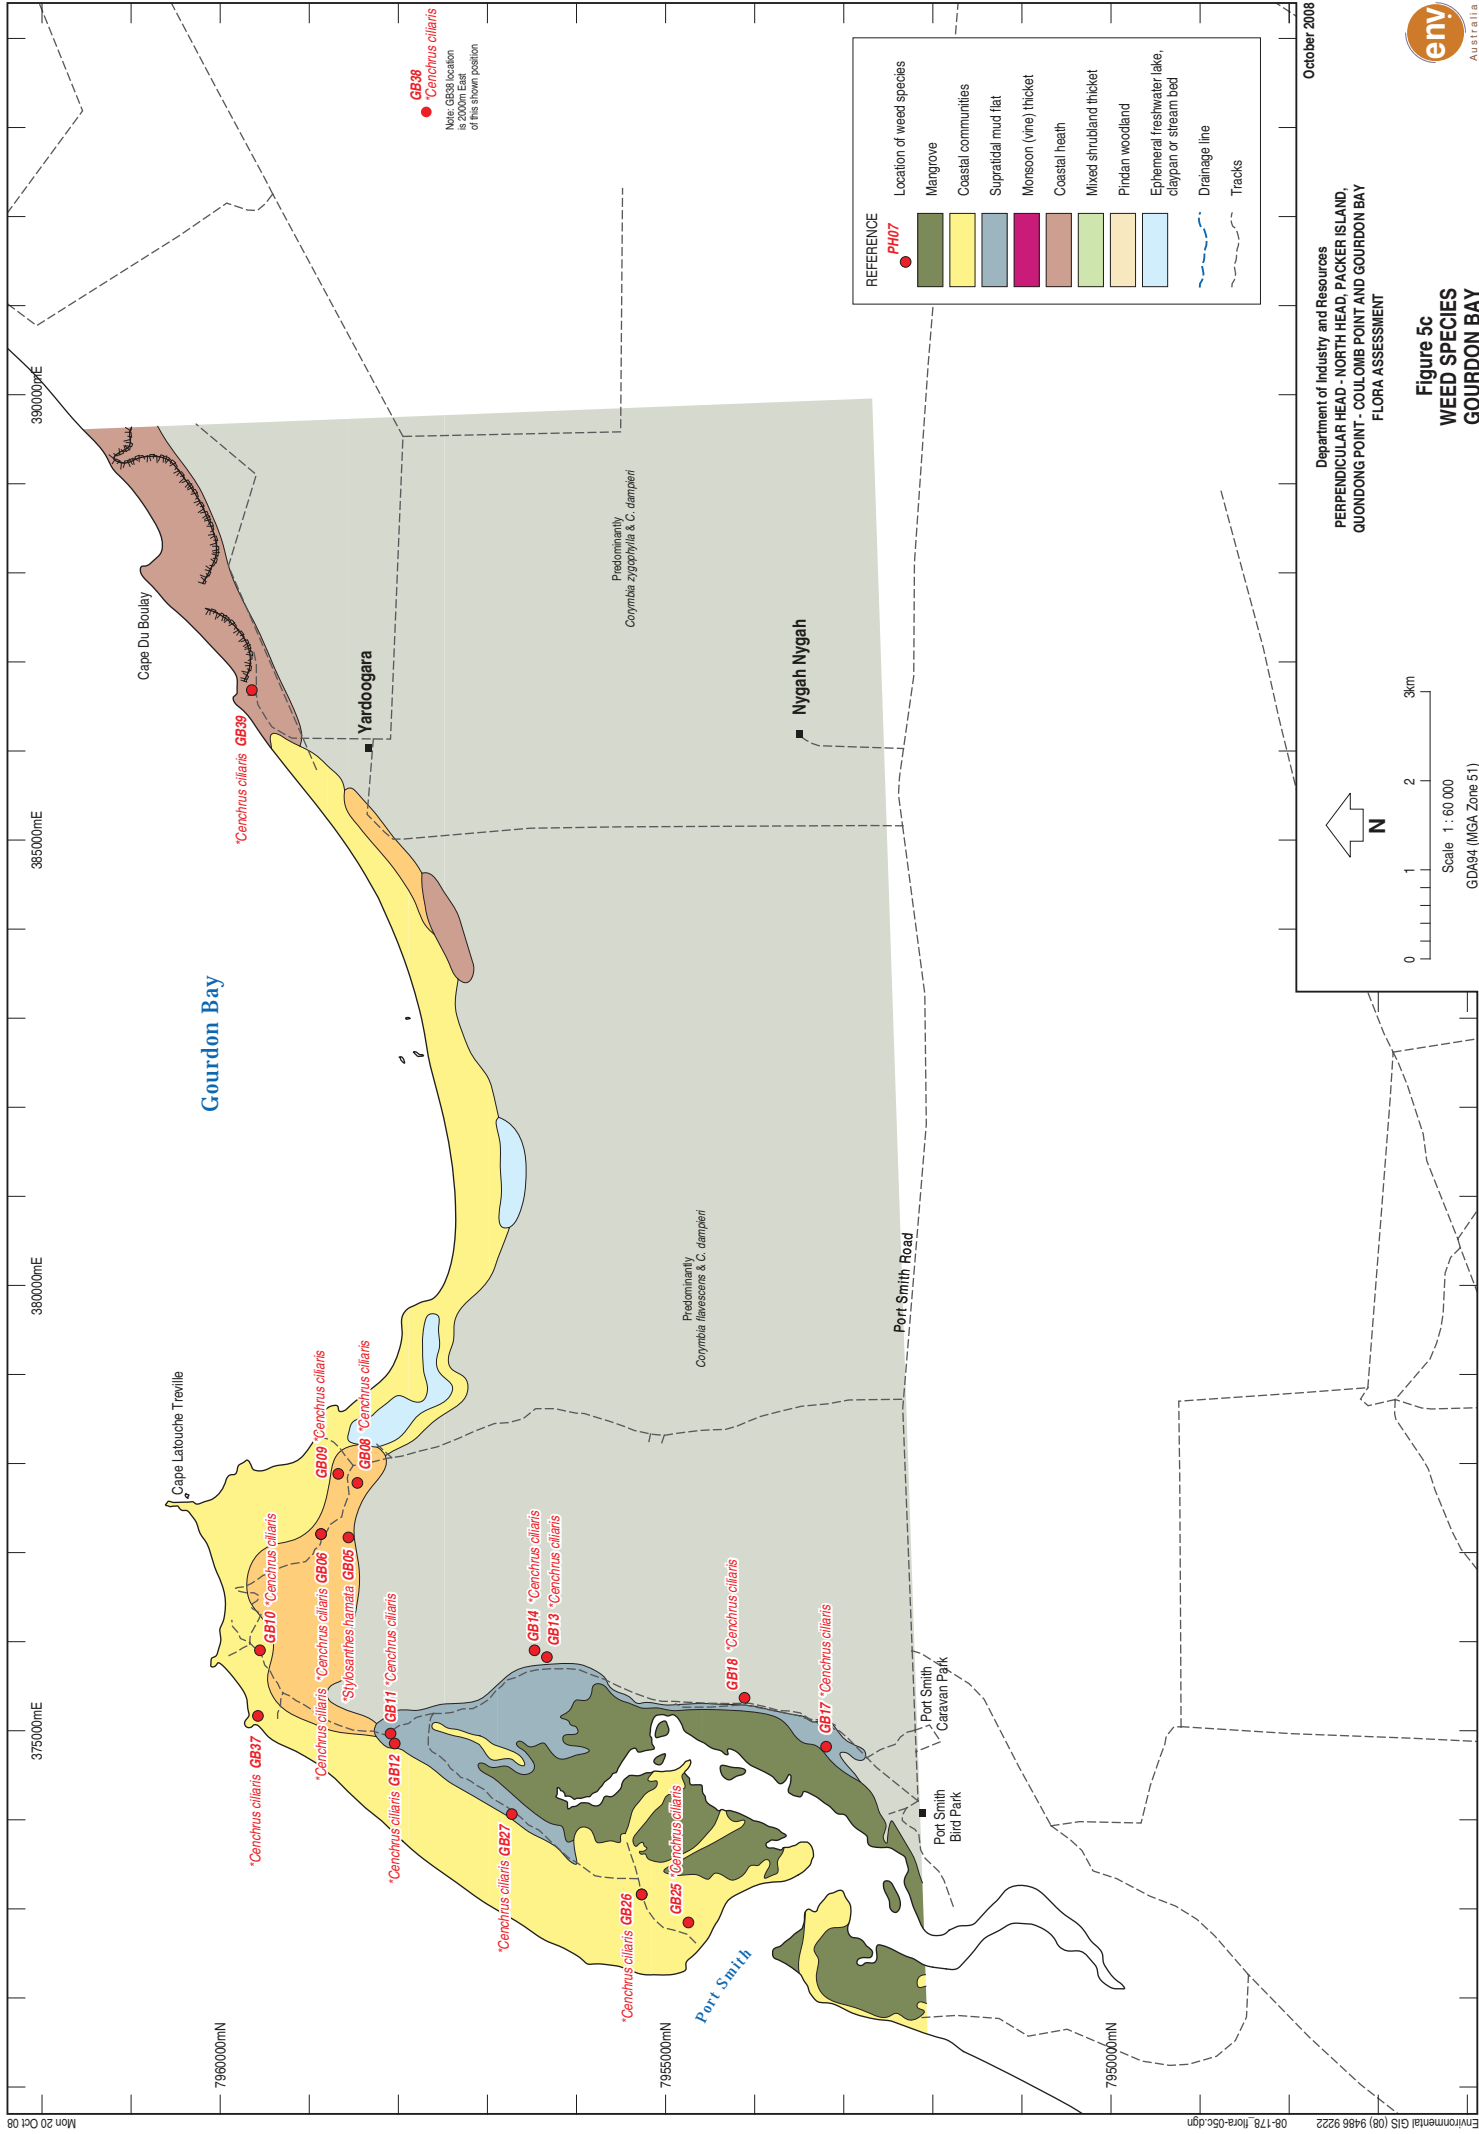 Gourdon Bay
Port Smith
Cape Latouche Treville
Cape Du Boulay
Yardoogara
Nygah Nygah
Port Smith Road
Port Smith
Caravan Park
Port Smith
Bird Park
Predominantly
Corymbia flavescens & C. dampieri
Predominantly
Corymbia zygophylla & C. dampieri
375000mE
380000mE
385000mE
390000mE
7960000mN
7955000mN
7950000mN
*Cenchrus ciliaris GB37
GB10 *Cenchrus ciliaris
*Cenchrus ciliaris *Cenchrus ciliaris GB06
*Stylosanthes hamata GB05
GB09 *Cenchrus ciliaris
GB08 *Cenchrus ciliaris
GB11 *Cenchrus ciliaris
*Cenchrus ciliaris GB12
*Cenchrus ciliaris GB27
GB14 *Cenchrus ciliaris
GB13 *Cenchrus ciliaris
*Cenchrus ciliaris GB26
GB25 *Cenchrus ciliaris
GB18 *Cenchrus ciliaris
GB17 *Cenchrus ciliaris
*Cenchrus ciliaris GB39
GB38
*Cenchrus ciliaris
Note: GB38 location
is 2000m East
of this shown position
REFERENCE
PH07
Location of weed species
Mangrove
Coastal communities
Supratidal mud flat
Monsoon (vine) thicket
Coastal heath
Mixed shrubland thicket
Pindan woodland
Ephemeral freshwater lake,
claypan or stream bed
Drainage line
Tracks
N
0 1 2 3km
Scale 1 : 60 000
GDA94 (MGA Zone 51)
Department of Industry and Resources
PERPENDICULAR HEAD - NORTH HEAD, PACKER ISLAND,
QUONDONG POINT - COULOMB POINT AND GOURDON BAY
FLORA ASSESSMENT
Figure 5c
WEED SPECIES
GOURDON BAY
October 2008
env
Australia
Environmental GIS (08) 9486 9222
08-178_flora-05c.dgn
Mon 20 Oct 08